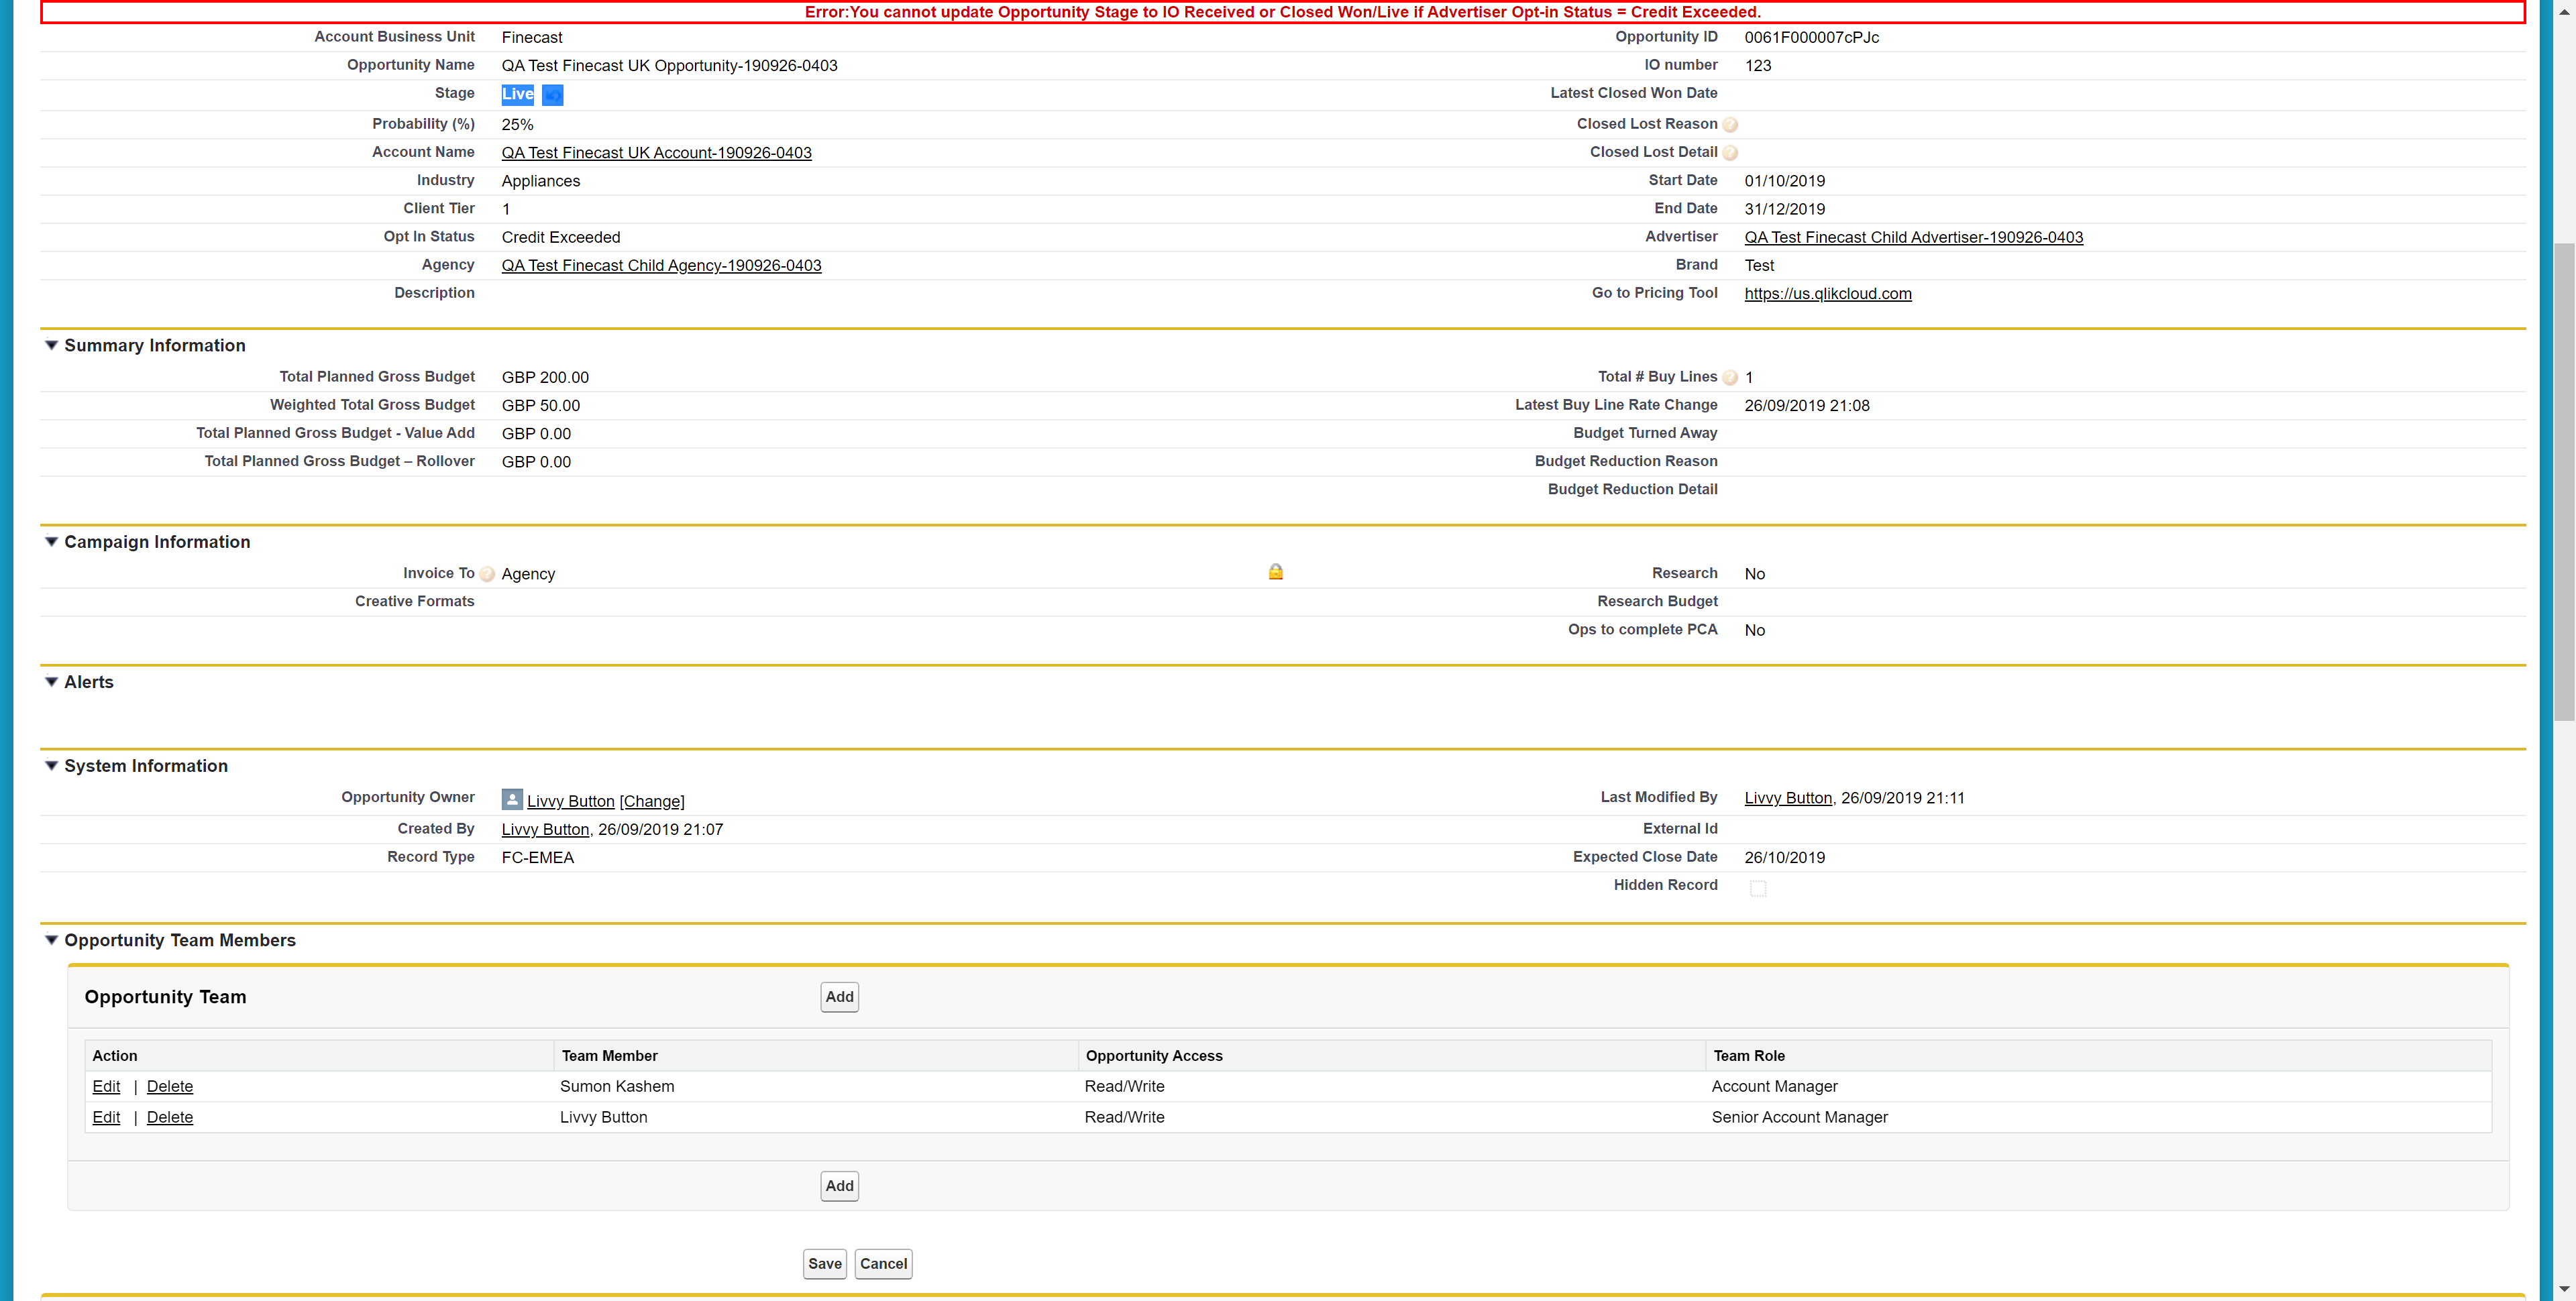 Error:You cannot update Opportunity Stage to IO Received or Closed Won/Live if Advertiser Opt-in Status = Credit Exceeded.
Account Business Unit Finecast Opportunity ID 0061F000007cPJc
Opportunity Name QA Test Finecast UK Opportunity-190926-0403 IO number 123
Stage Live Latest Closed Won Date
Probability (%) 25% Closed Lost Reason ?
Account Name QA Test Finecast UK Account-190926-0403 Closed Lost Detail ?
Industry Appliances Start Date 01/10/2019
Client Tier 1 End Date 31/12/2019
Opt In Status Credit Exceeded Advertiser QA Test Finecast Child Advertiser-190926-0403
Agency QA Test Finecast Child Agency-190926-0403 Brand Test
Description Go to Pricing Tool https://us.qlikcloud.com
Summary Information
Total Planned Gross Budget GBP 200.00 Total # Buy Lines ? 1
Weighted Total Gross Budget GBP 50.00 Latest Buy Line Rate Change 26/09/2019 21:08
Total Planned Gross Budget - Value Add GBP 0.00 Budget Turned Away
Total Planned Gross Budget – Rollover GBP 0.00 Budget Reduction Reason
Budget Reduction Detail
Campaign Information
Invoice To ? Agency Research No
Creative Formats Research Budget
Ops to complete PCA No
Alerts
System Information
Opportunity Owner Livvy Button [Change] Last Modified By Livvy Button, 26/09/2019 21:11
Created By Livvy Button, 26/09/2019 21:07 External Id
Record Type FC-EMEA Expected Close Date 26/10/2019
Hidden Record
Opportunity Team Members
Opportunity Team Add
Action Team Member Opportunity Access Team Role
Edit | Delete Sumon Kashem Read/Write Account Manager
Edit | Delete Livvy Button Read/Write Senior Account Manager
Add
Save Cancel